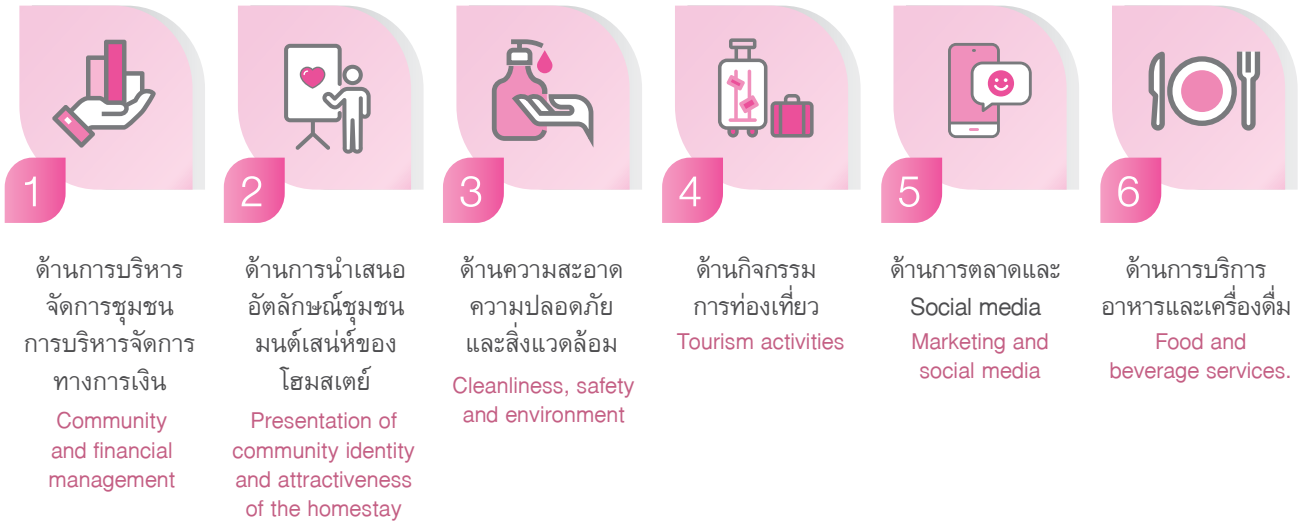 1
ด้านการบริหาร
จัดการชุมชน
การบริหารจัดการ
ทางการเงิน
Community
and financial
management
2
ด้านการนำเสนอ
อัตลักษณ์ชุมชน
มนต์เสน่ห์ของ
โฮมสเตย์
Presentation of
community identity
and attractiveness
of the homestay
3
ด้านความสะอาด
ความปลอดภัย
และสิ่งแวดล้อม
Cleanliness, safety
and environment
4
ด้านกิจกรรม
การท่องเที่ยว
Tourism activities
5
ด้านการตลาดและ
Social media
Marketing and
social media
6
ด้านการบริการ
อาหารและเครื่องดื่ม
Food and
beverage services.